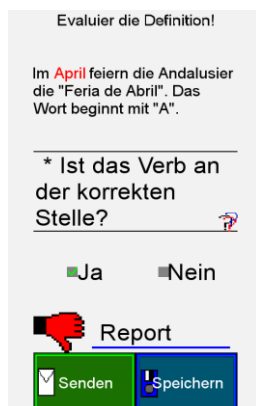 Evaluier die Definition!
Im April feiern die Andalusier
die "Feria de Abril". Das
Wort beginnt mit "A".
* Ist das Verb an
der korrekten
Stelle?
Ja Nein
Report
Senden Speichern